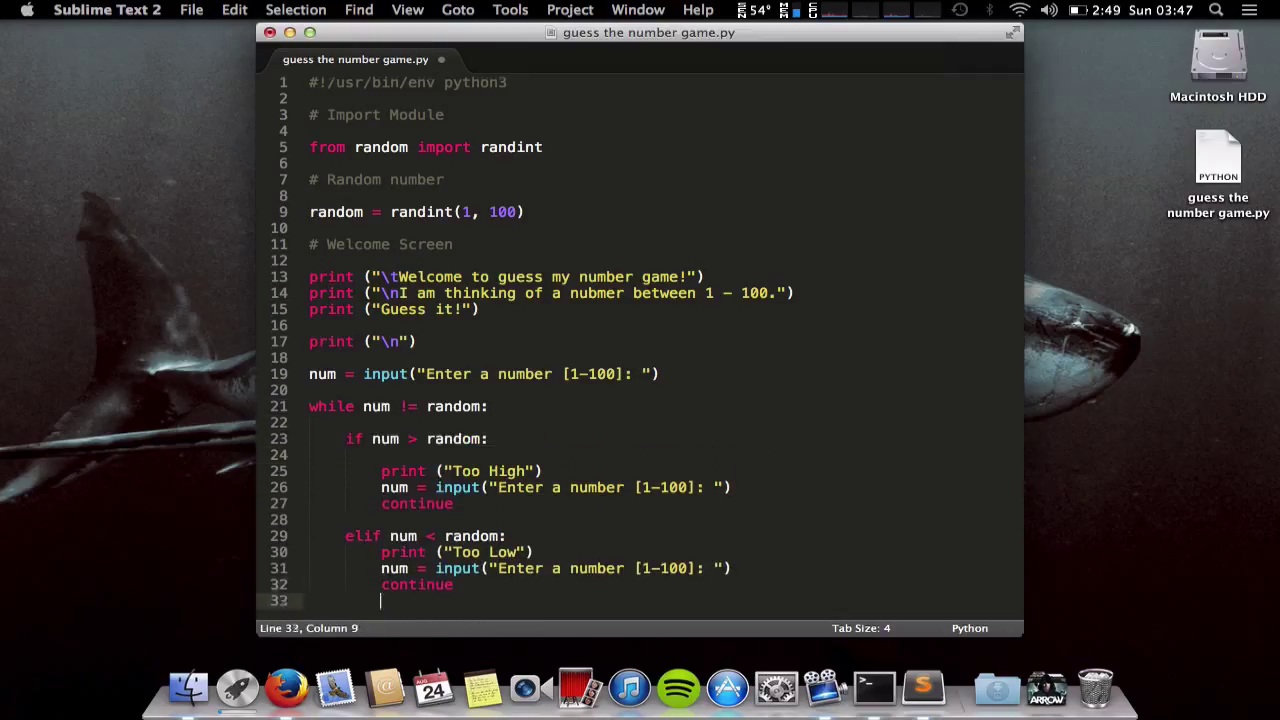 Sublime Text 2 File Edit Selection Find View Goto Tools Project Window Help 54° 2:49 Sun 03:47
guess the number game.py
guess the number game.py
1 #!/usr/bin/env python3
2
3 # Import Module
4
5 from random import randint
6
7 # Random number
8
9 random = randint(1, 100)
10
11 # Welcome Screen
12
13 print ("\tWelcome to guess my number game!")
14 print ("\nI am thinking of a nubmer between 1 - 100.")
15 print ("Guess it!")
16
17 print ("\n")
18
19 num = input("Enter a number [1-100]: ")
20
21 while num != random:
22
23 if num > random:
24
25 print ("Too High")
26 num = input("Enter a number [1-100]: ")
27 continue
28
29 elif num < random:
30 print ("Too Low")
31 num = input("Enter a number [1-100]: ")
32 continue
33
Line 33, Column 9 Tab Size: 4 Python
Macintosh HDD
PYTHON
guess the
number game.py
AUG
24
ARROW